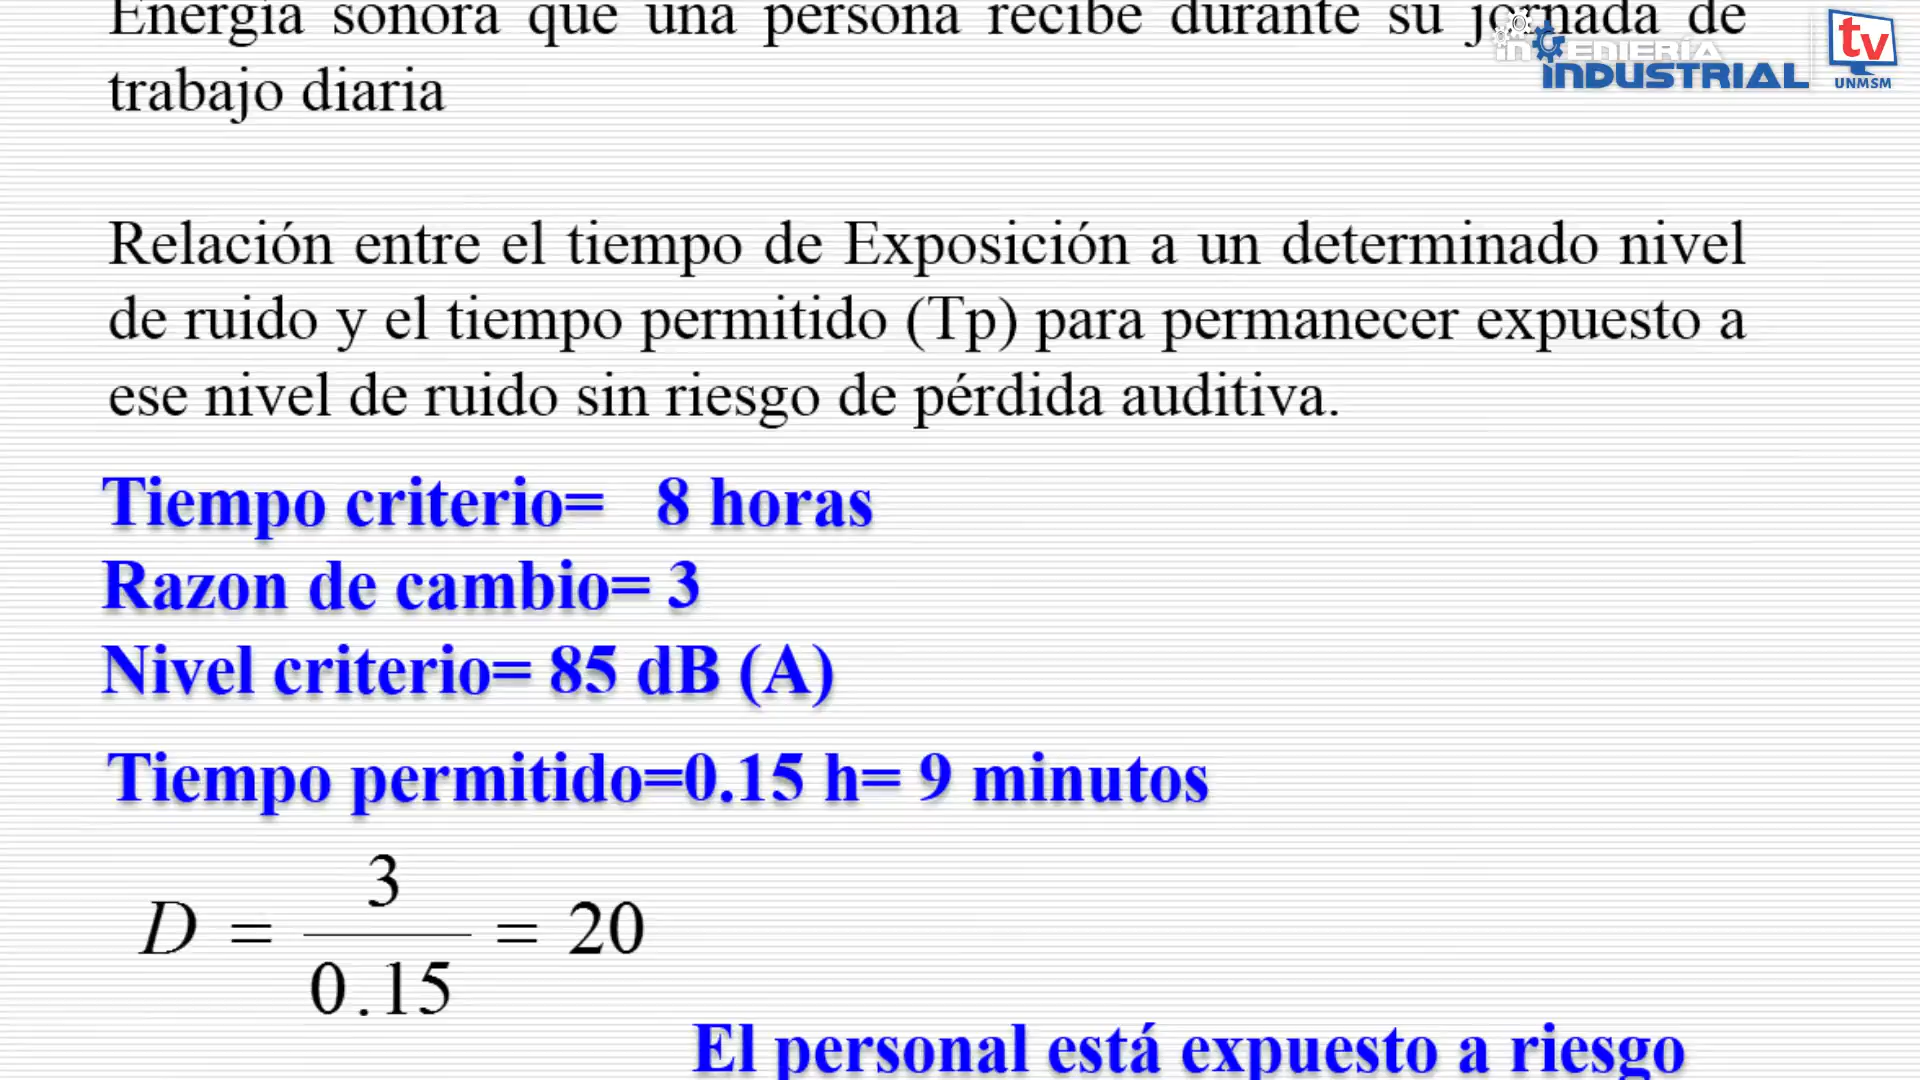 Energía sonora que una persona recibe durante su jornada de
trabajo diaria
INGENIERÍA
INDUSTRIAL
tv
UNMSM
Relación entre el tiempo de Exposición a un determinado nivel
de ruido y el tiempo permitido (Tp) para permanecer expuesto a
ese nivel de ruido sin riesgo de pérdida auditiva.
Tiempo criterio= 8 horas
Razon de cambio= 3
Nivel criterio= 85 dB (A)
Tiempo permitido=0.15 h= 9 minutos
D = 3 / 0.15 = 20
El personal está expuesto a riesgo